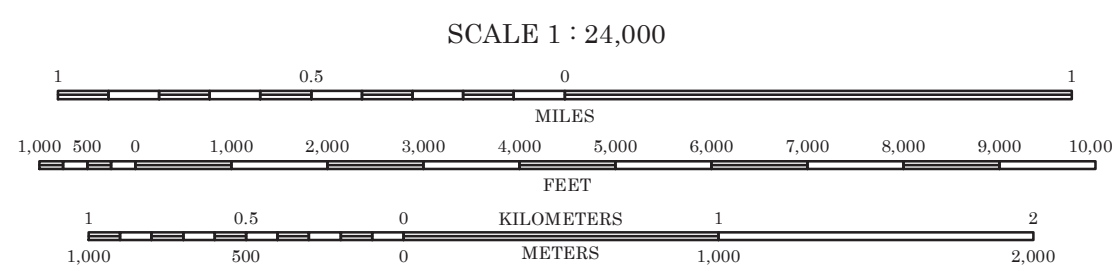 SCALE 1 : 24,000
1 0.5 0 1
MILES
1,000 500 0 1,000 2,000 3,000 4,000 5,000 6,000 7,000 8,000 9,000 10,00
FEET
1 0.5 0 KILOMETERS 1 2
1,000 500 0 METERS 1,000 2,000